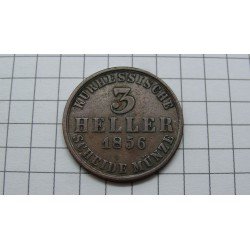 KURHESSISCHE
3
HELLER
1856
SCHEIDE MÜNZE